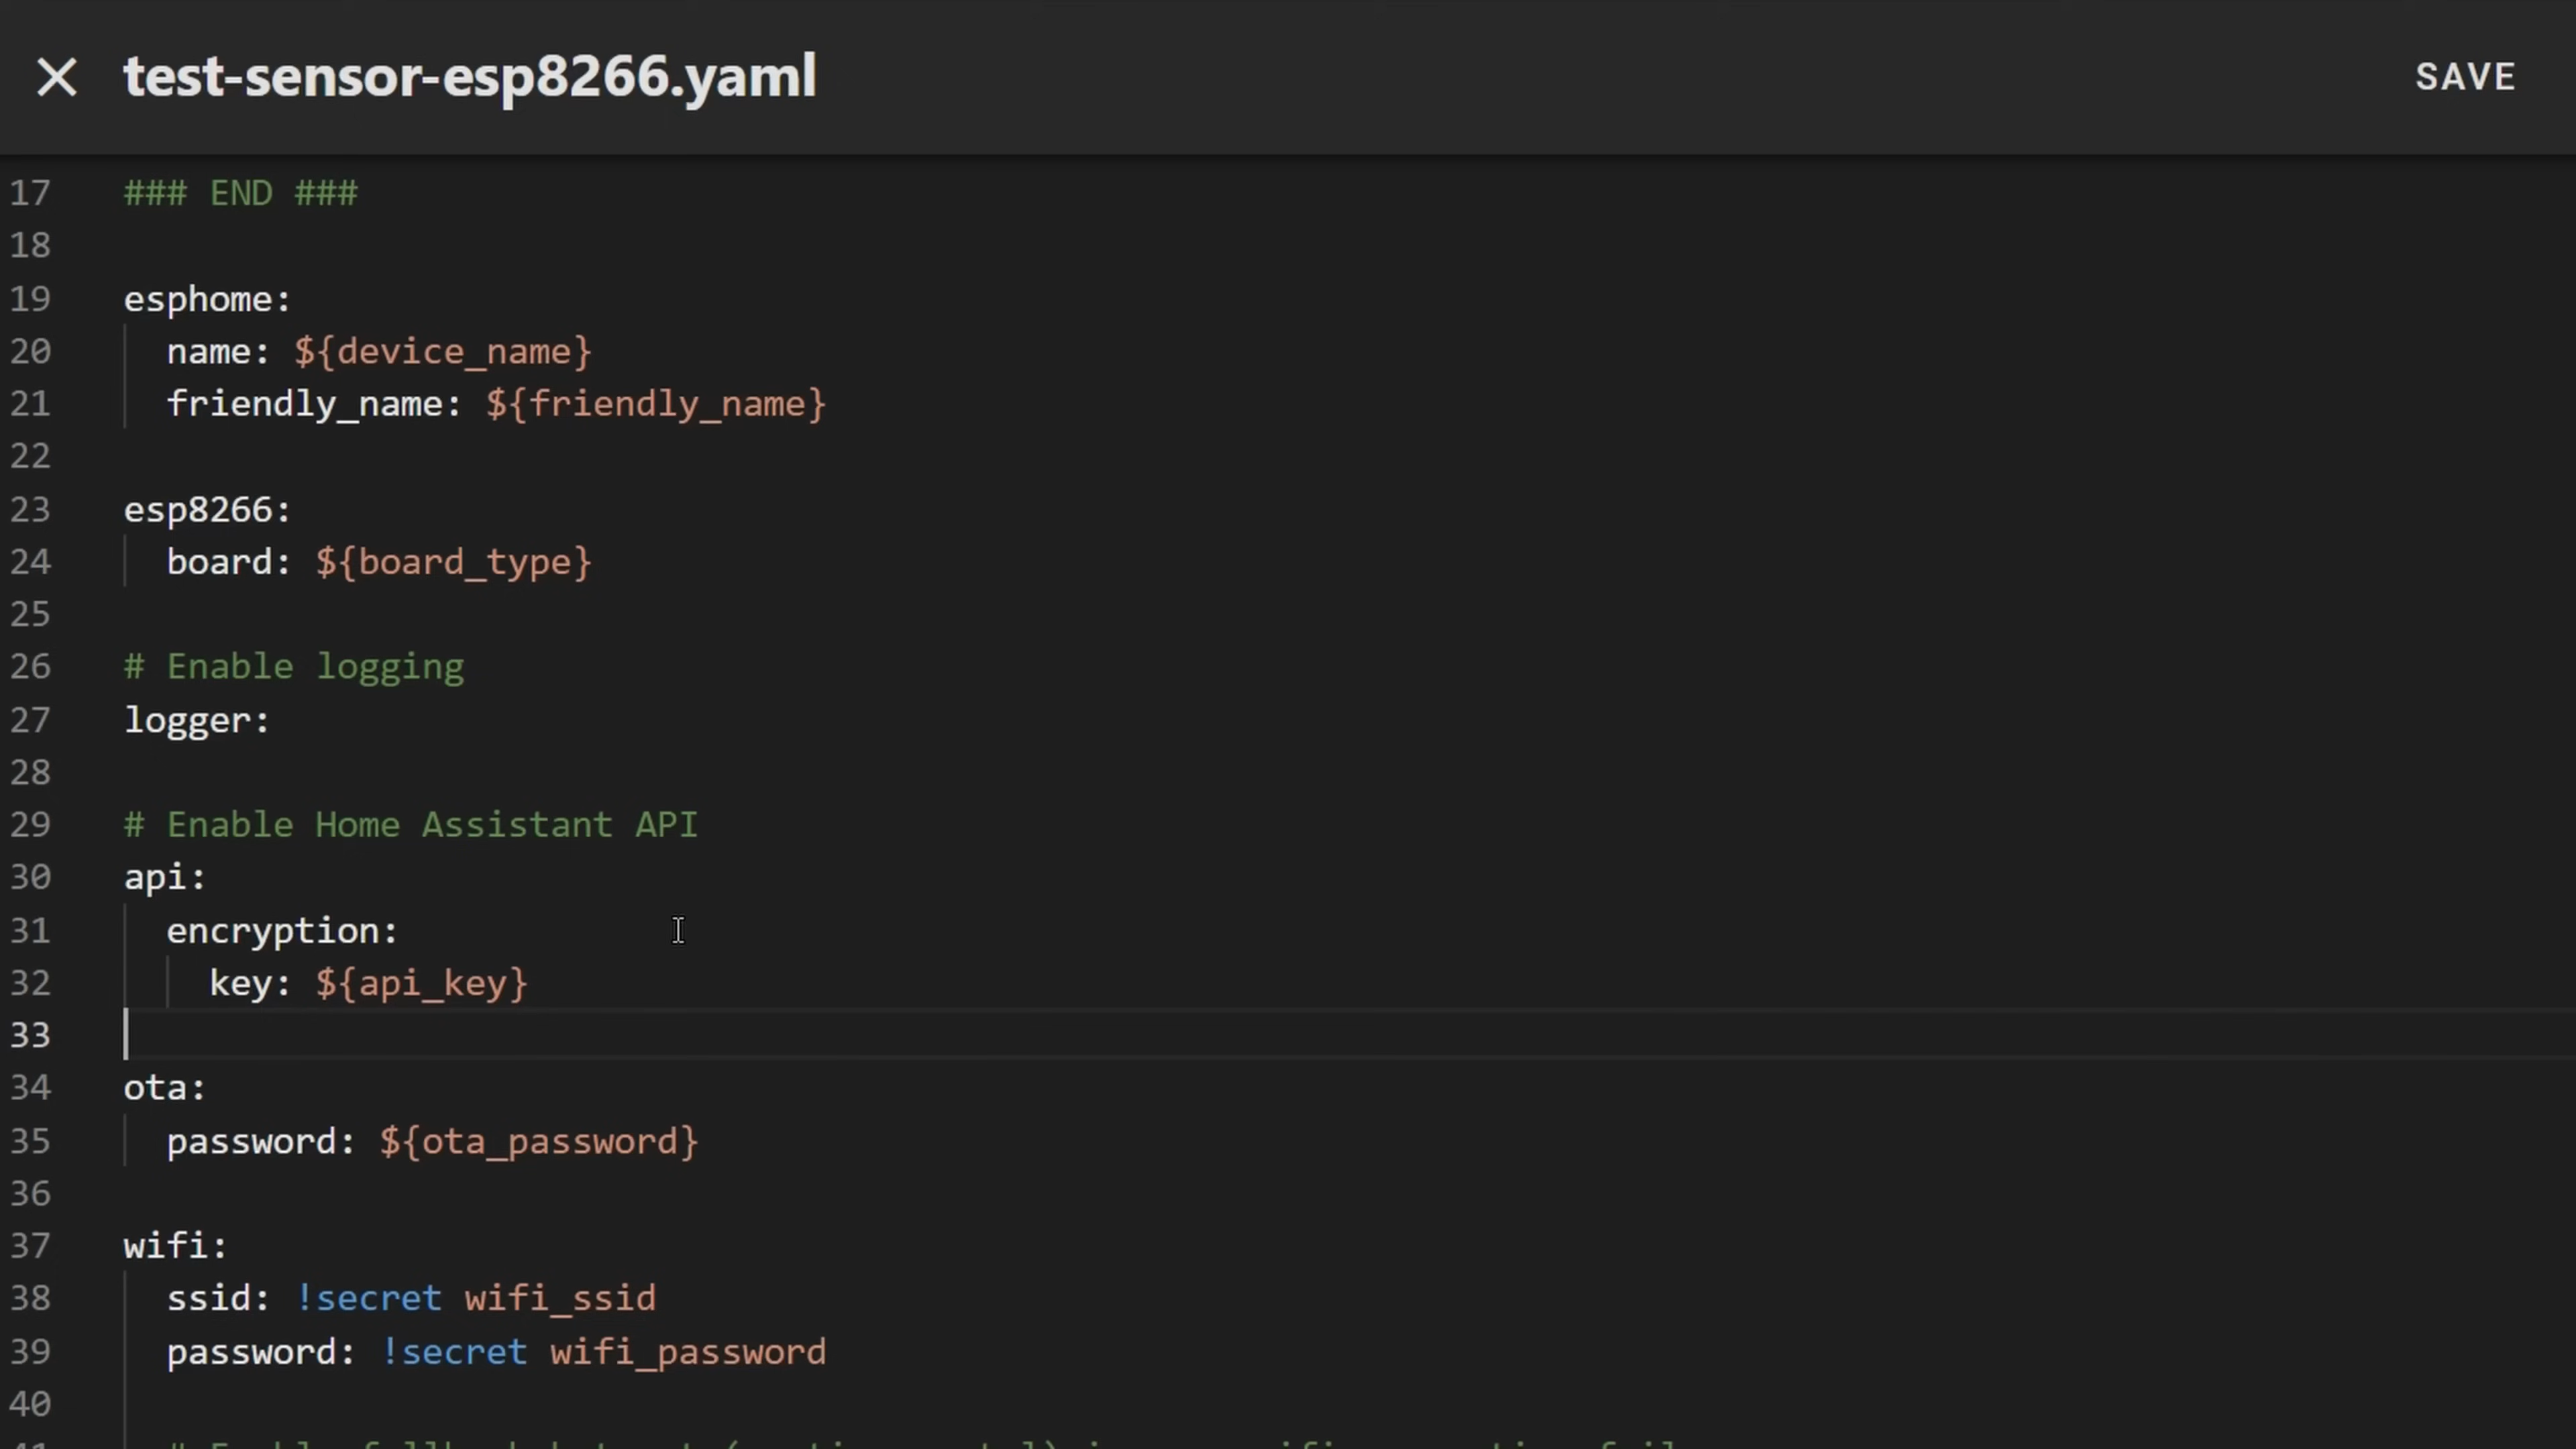 test-sensor-esp8266.yaml
SAVE
17 ### END ###
18
19 esphome:
20 name: ${device_name}
21 friendly_name: ${friendly_name}
22
23 esp8266:
24 board: ${board_type}
25
26 # Enable logging
27 logger:
28
29 # Enable Home Assistant API
30 api:
31 encryption:
32 key: ${api_key}
33
34 ota:
35 password: ${ota_password}
36
37 wifi:
38 ssid: !secret wifi_ssid
39 password: !secret wifi_password
40